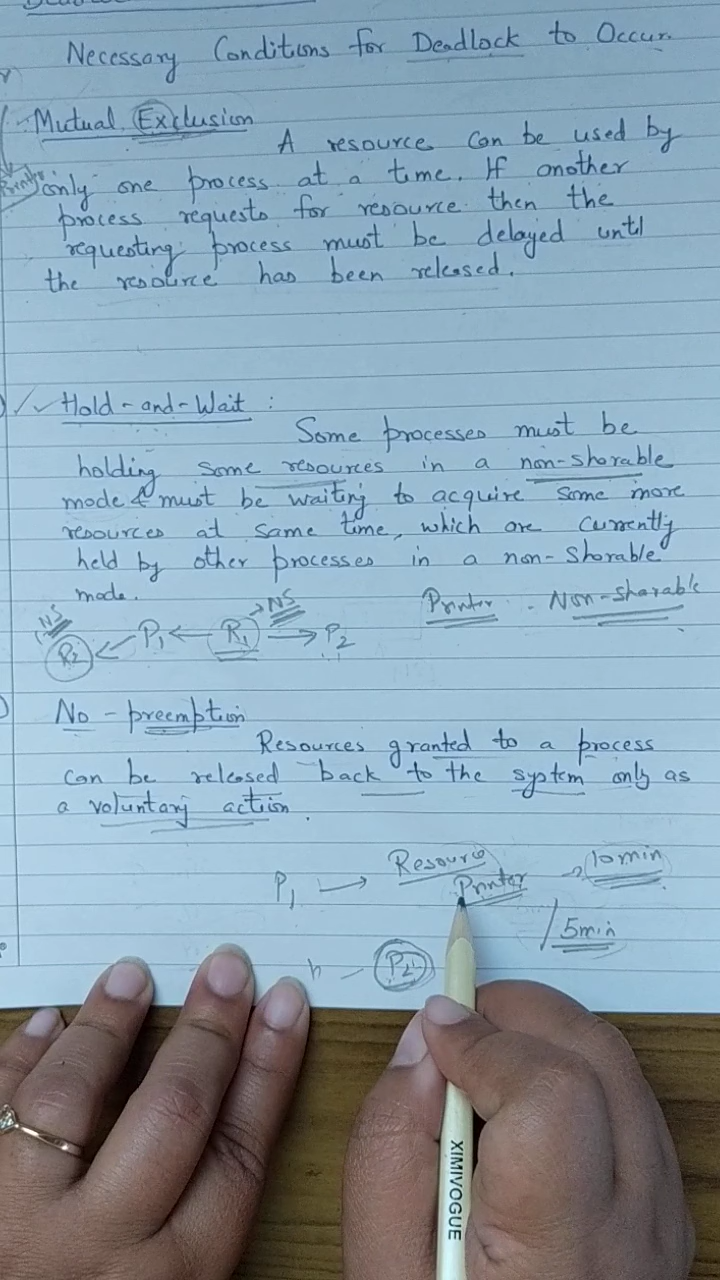 Necessary Conditions for Deadlock to Occur.
Mutual Exclusion
A resource can be used by
only one process at a time. If another
process requests for resource then the
requesting process must be delayed until
the resource has been released.
Hold-and-Wait :
Some processes must be
holding some resources in a non-sharable
mode & must be waiting to acquire some more
resources at same time, which are currently
held by other processes in a non-Sharable
mode.
Printer - Non-sharable
NS
NS
R2 P1 R1 P2
No-preemption
Resources granted to a process
can be released back to the system only as
a voluntary action.
P1 → Resource → 10min
Printer
/ 5min
P2
XIMIVOGUE